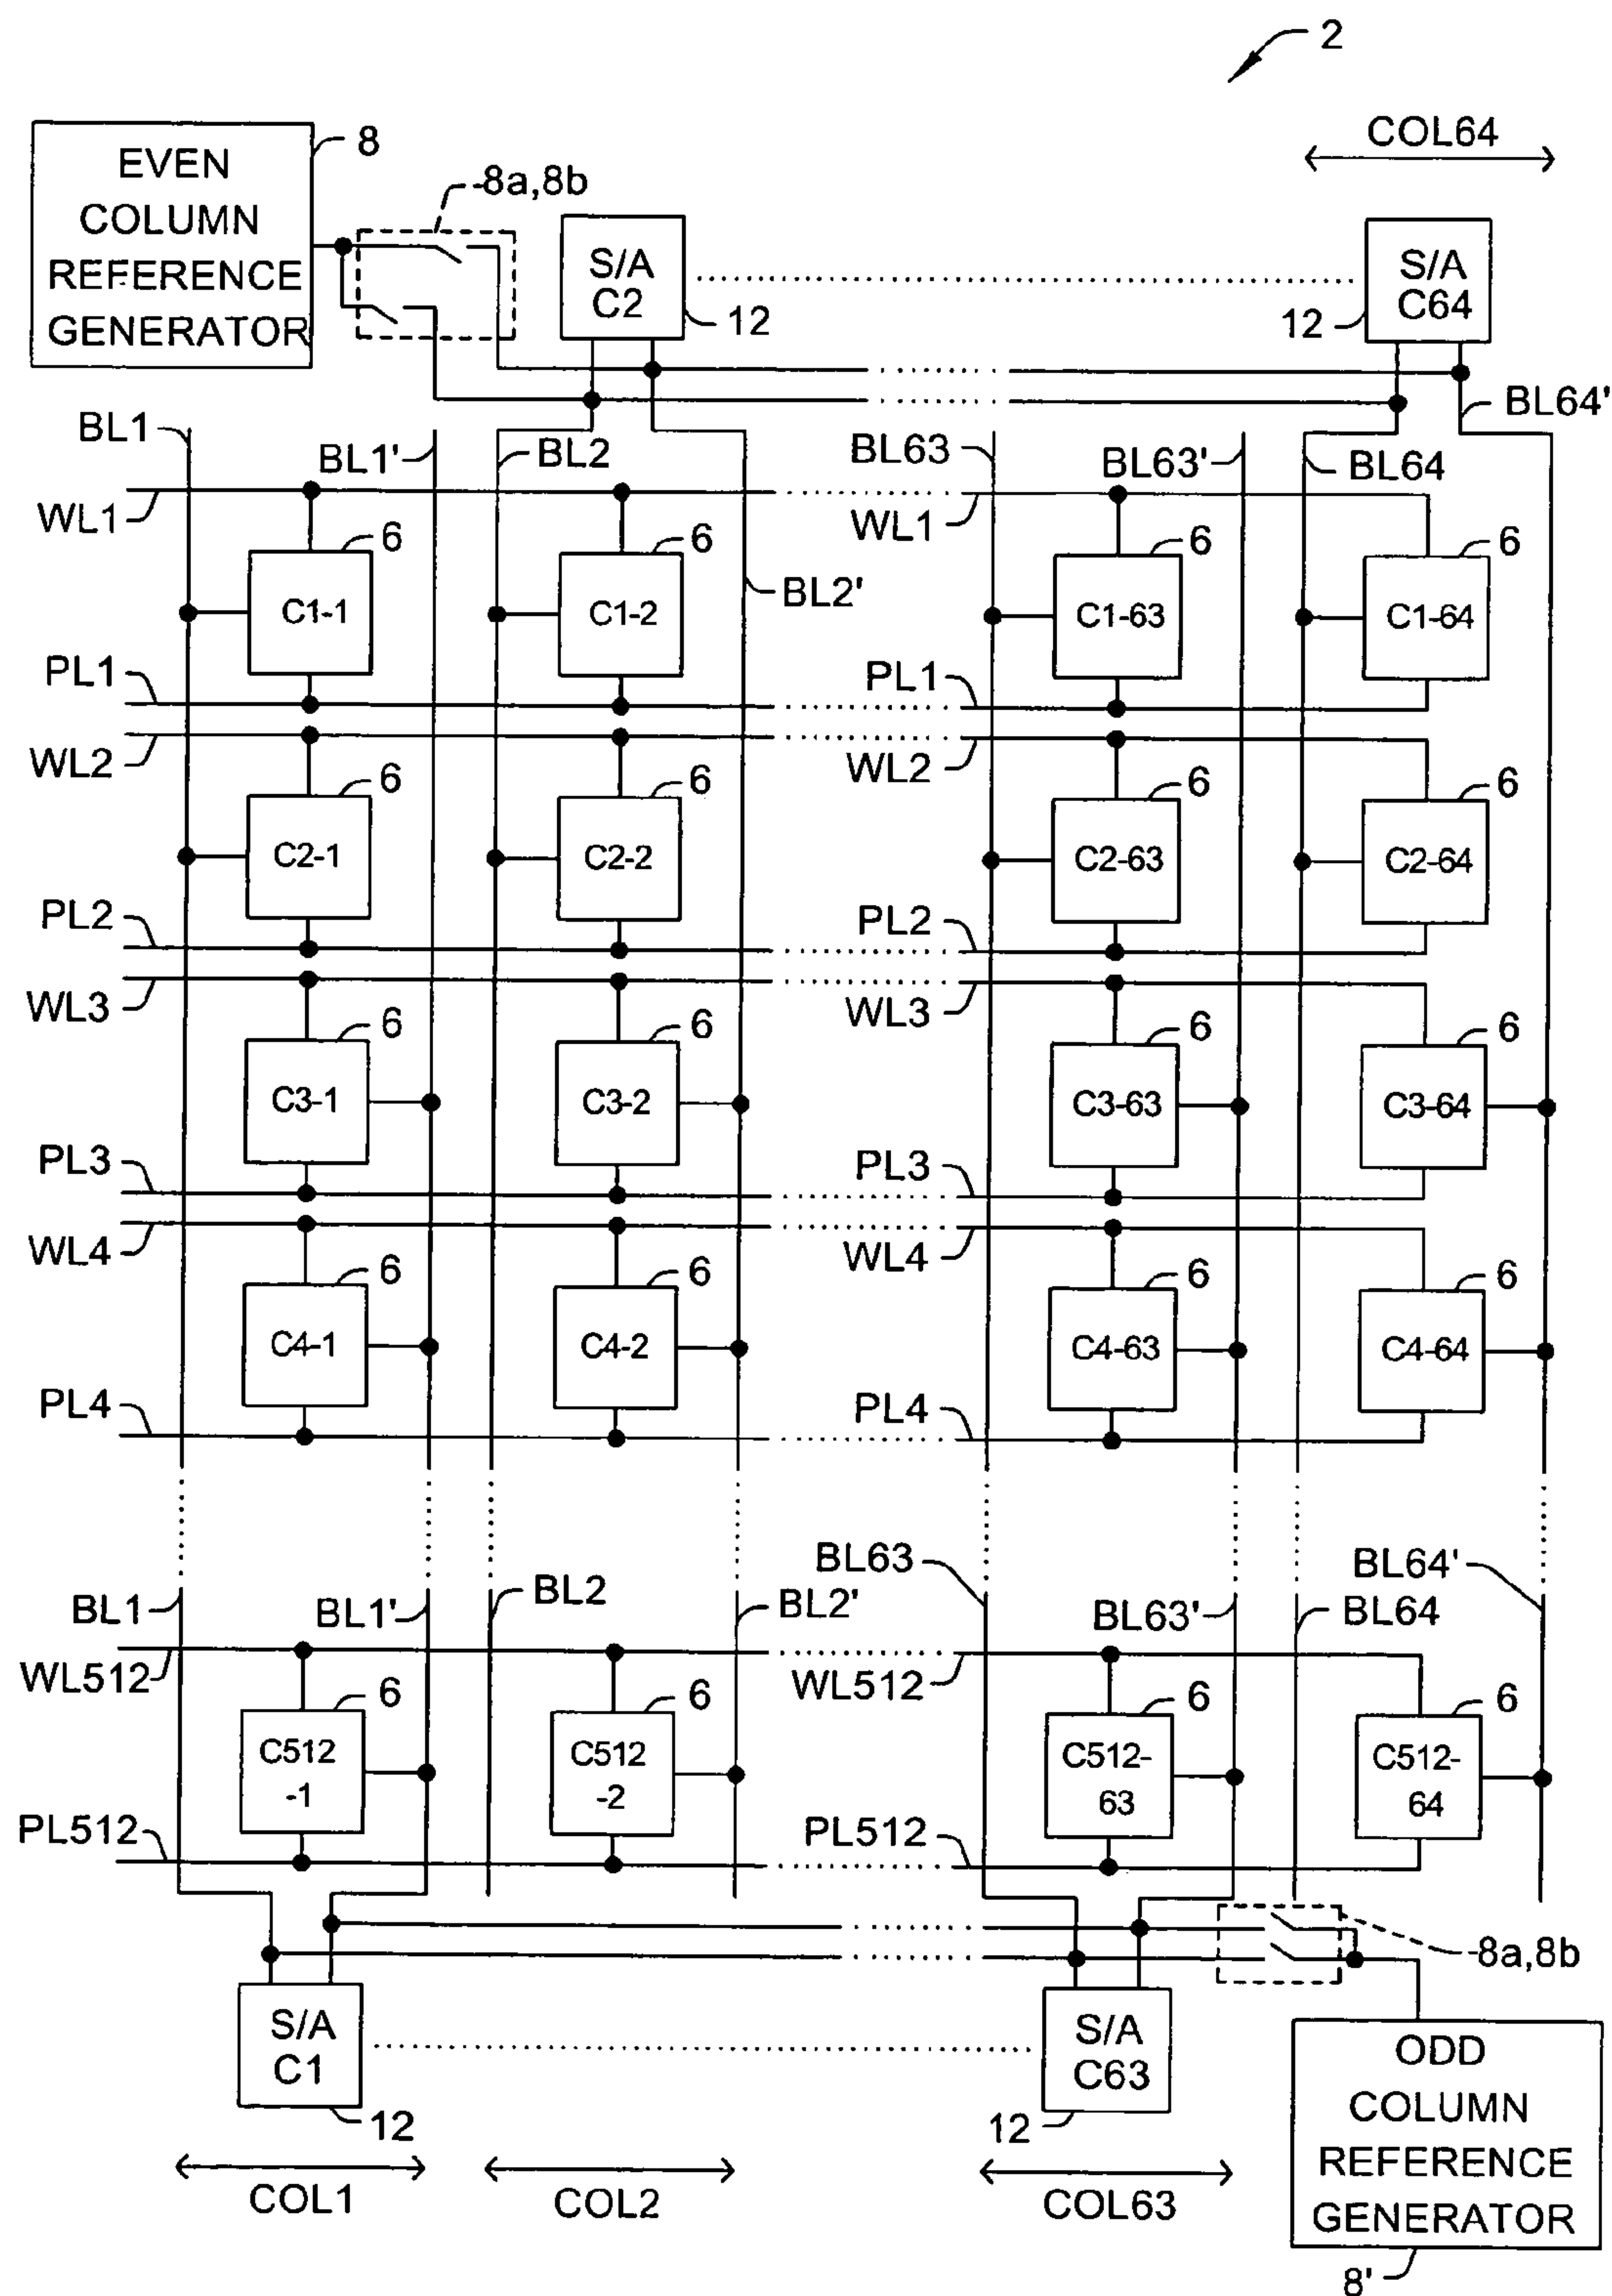 2
COL64
EVEN
COLUMN
REFERENCE
GENERATOR
8
8a,8b
S/A
C2
12
S/A
C64
12
BL1
BL1'
BL2
BL2'
BL63
BL63'
BL64
BL64'
WL1
WL1
6
6
6
6
C1-1
C1-2
C1-63
C1-64
PL1
PL1
WL2
WL2
6
6
6
6
C2-1
C2-2
C2-63
C2-64
PL2
PL2
WL3
WL3
6
6
6
6
C3-1
C3-2
C3-63
C3-64
PL3
PL3
WL4
WL4
6
6
6
6
C4-1
C4-2
C4-63
C4-64
PL4
PL4
BL1
BL1'
BL2
BL2'
BL63
BL63'
BL64
BL64'
WL512
WL512
6
6
6
6
C512
-1
C512
-2
C512-
63
C512-
64
PL512
PL512
8a,8b
S/A
C1
12
S/A
C63
12
ODD
COLUMN
REFERENCE
GENERATOR
8'
COL1
COL2
COL63